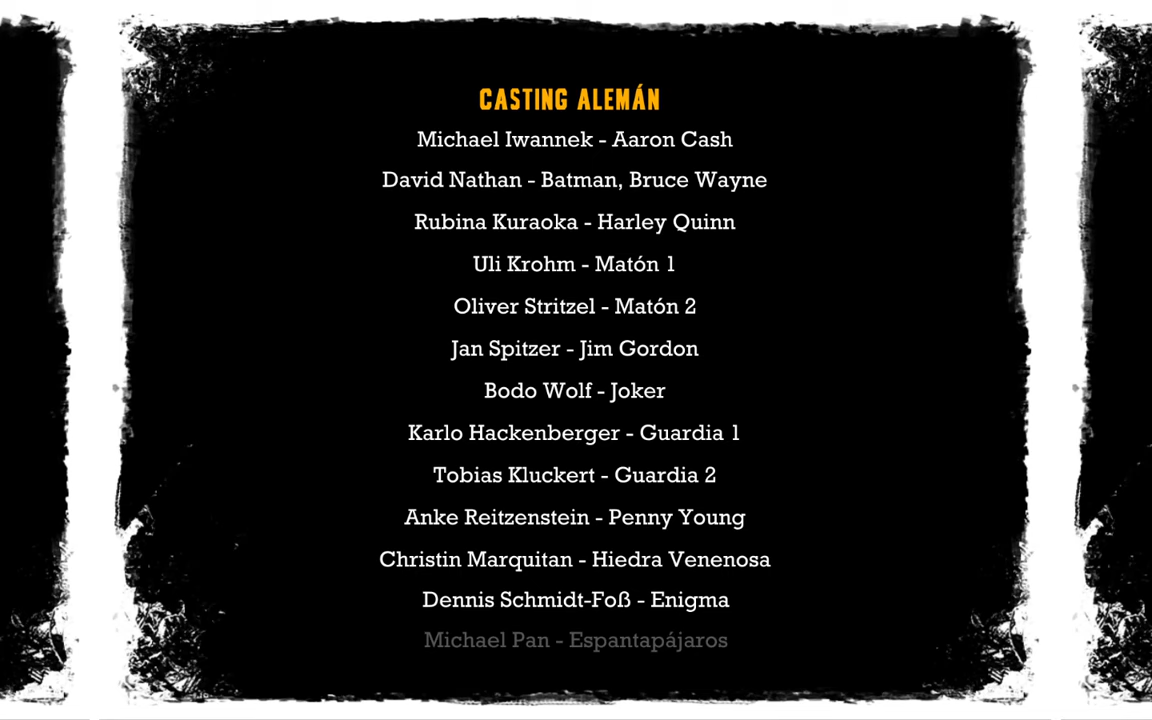 CASTING ALEMÁN
Michael Iwannek - Aaron Cash
David Nathan - Batman, Bruce Wayne
Rubina Kuraoka - Harley Quinn
Uli Krohm - Matón 1
Oliver Stritzel - Matón 2
Jan Spitzer - Jim Gordon
Bodo Wolf - Joker
Karlo Hackenberger - Guardia 1
Tobias Kluckert - Guardia 2
Anke Reitzenstein - Penny Young
Christin Marquitan - Hiedra Venenosa
Dennis Schmidt-Foß - Enigma
Michael Pan - Espantapájaros